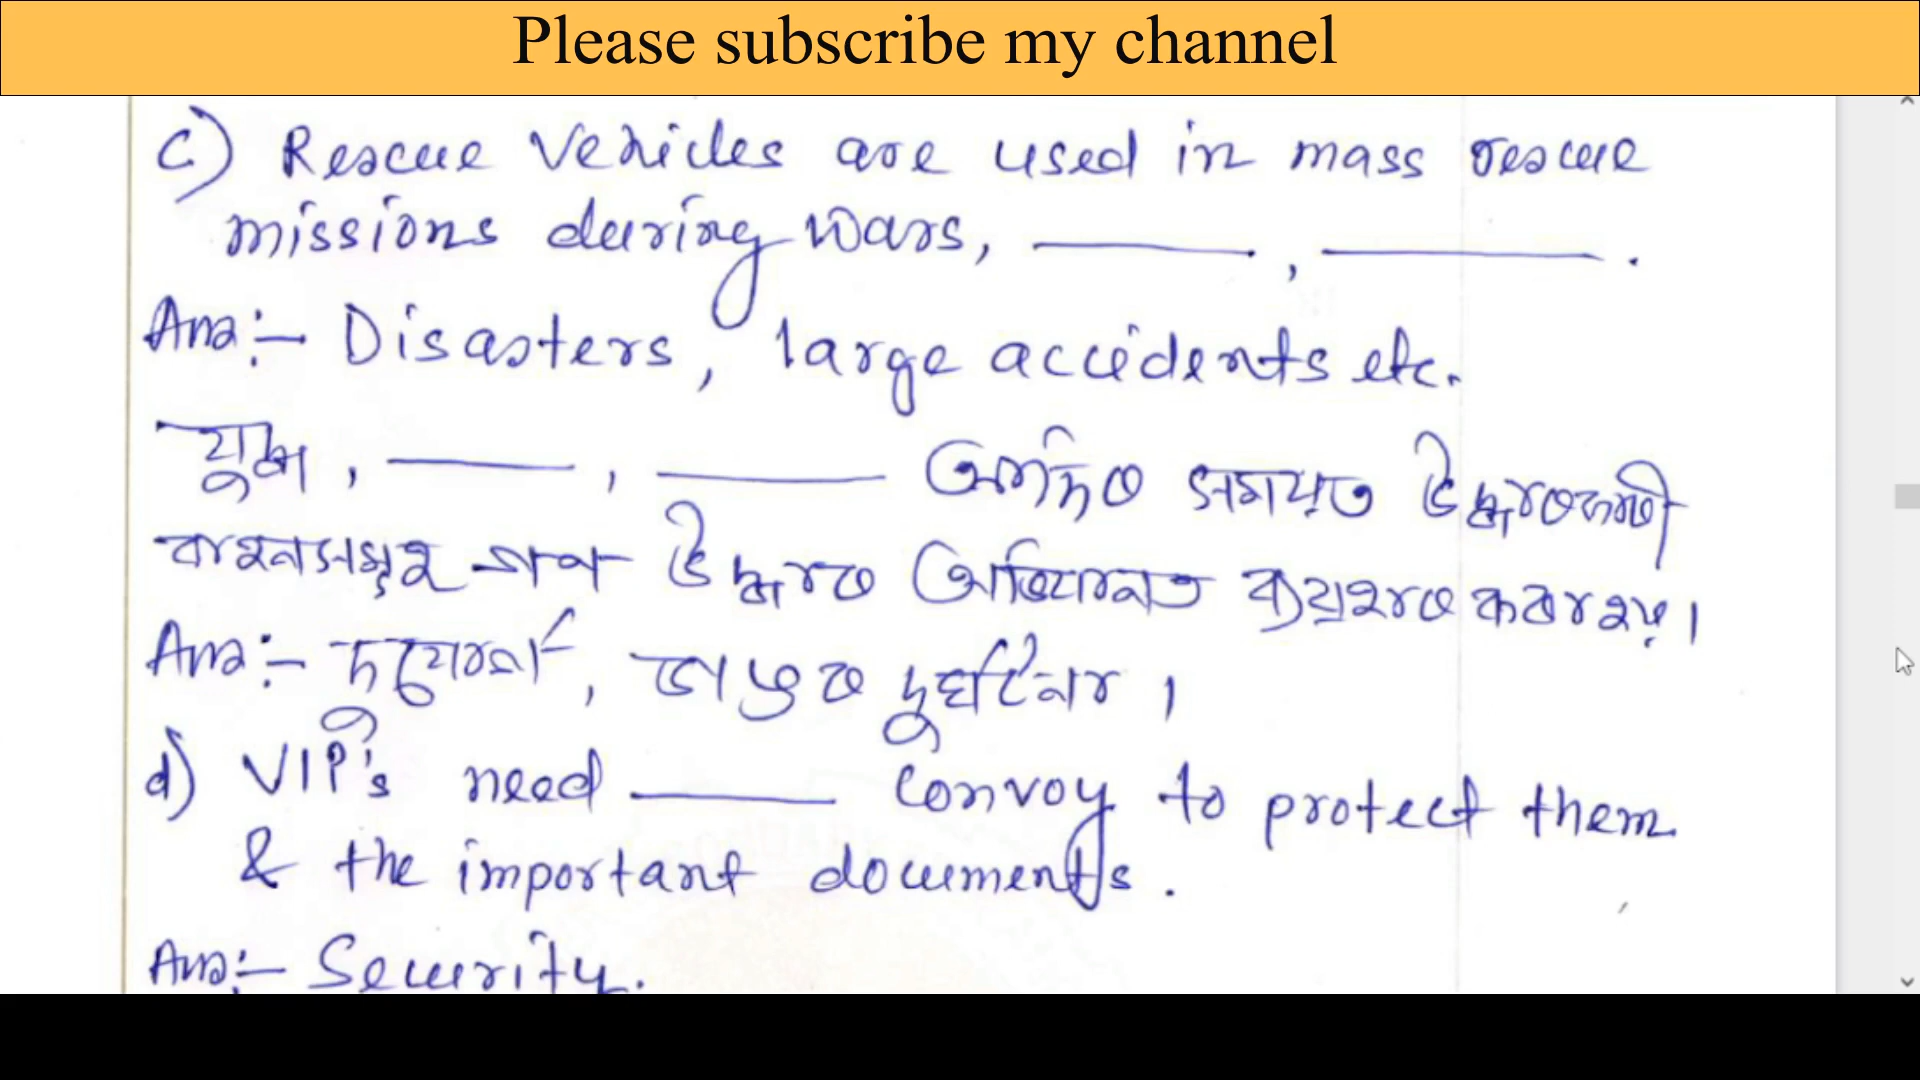 Please subscribe my channel
c) Rescue vehicles are used in mass rescue
missions during wars, ______, ______.
Ans:- Disasters, large accidents etc.
যুদ্ধ, ______, ______ আদিৰ সময়ত উদ্ধাৰকাৰী
বাহনসমূহ গণ উদ্ধাৰৰ অভিযানত ব্যৱহাৰ কৰা হয়।
Ans:- দুৰ্যোগ, ডাঙৰ দুৰ্ঘটনাৰ।
d) VIP's need ______ convoy to protect them
& the important documents.
Ans:- Security.